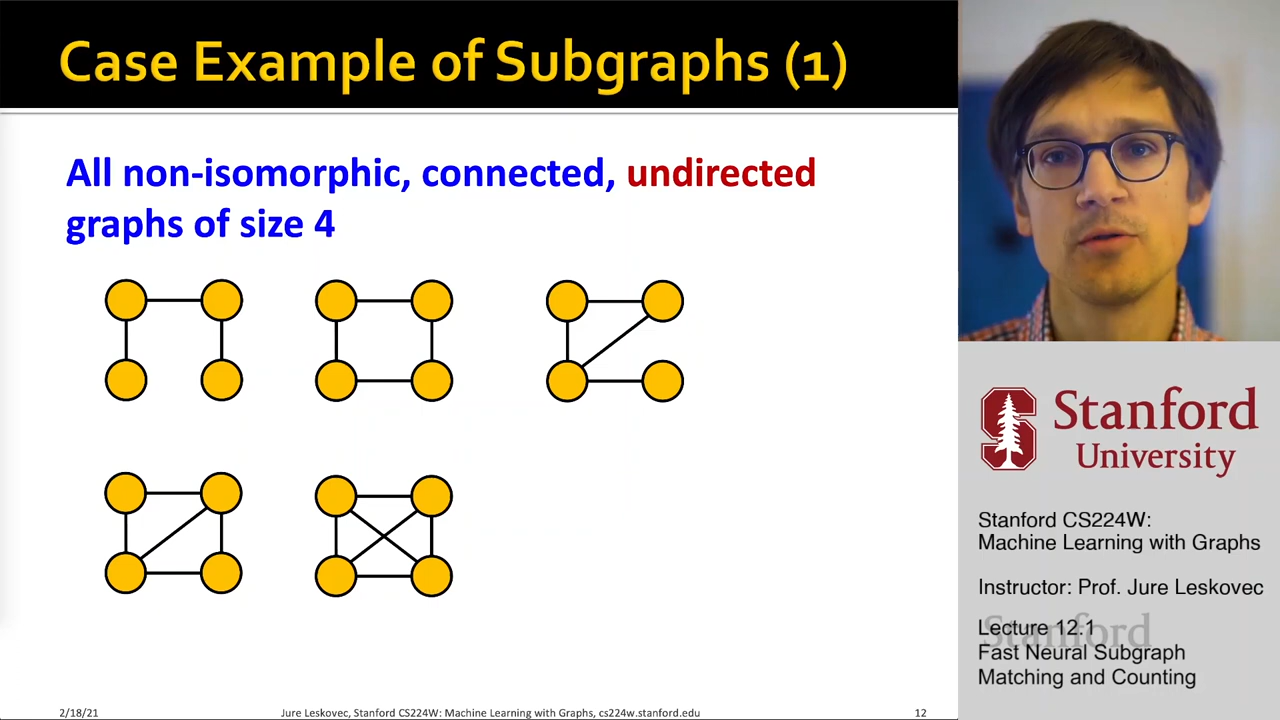 Case Example of Subgraphs (1)
All non-isomorphic, connected, undirected
graphs of size 4
2/18/21
Jure Leskovec, Stanford CS224W: Machine Learning with Graphs, cs224w.stanford.edu
12
S
Stanford
University
Stanford CS224W:
Machine Learning with Graphs
Instructor: Prof. Jure Leskovec
Lecture 12.1
Stanford
Fast Neural Subgraph
Matching and Counting